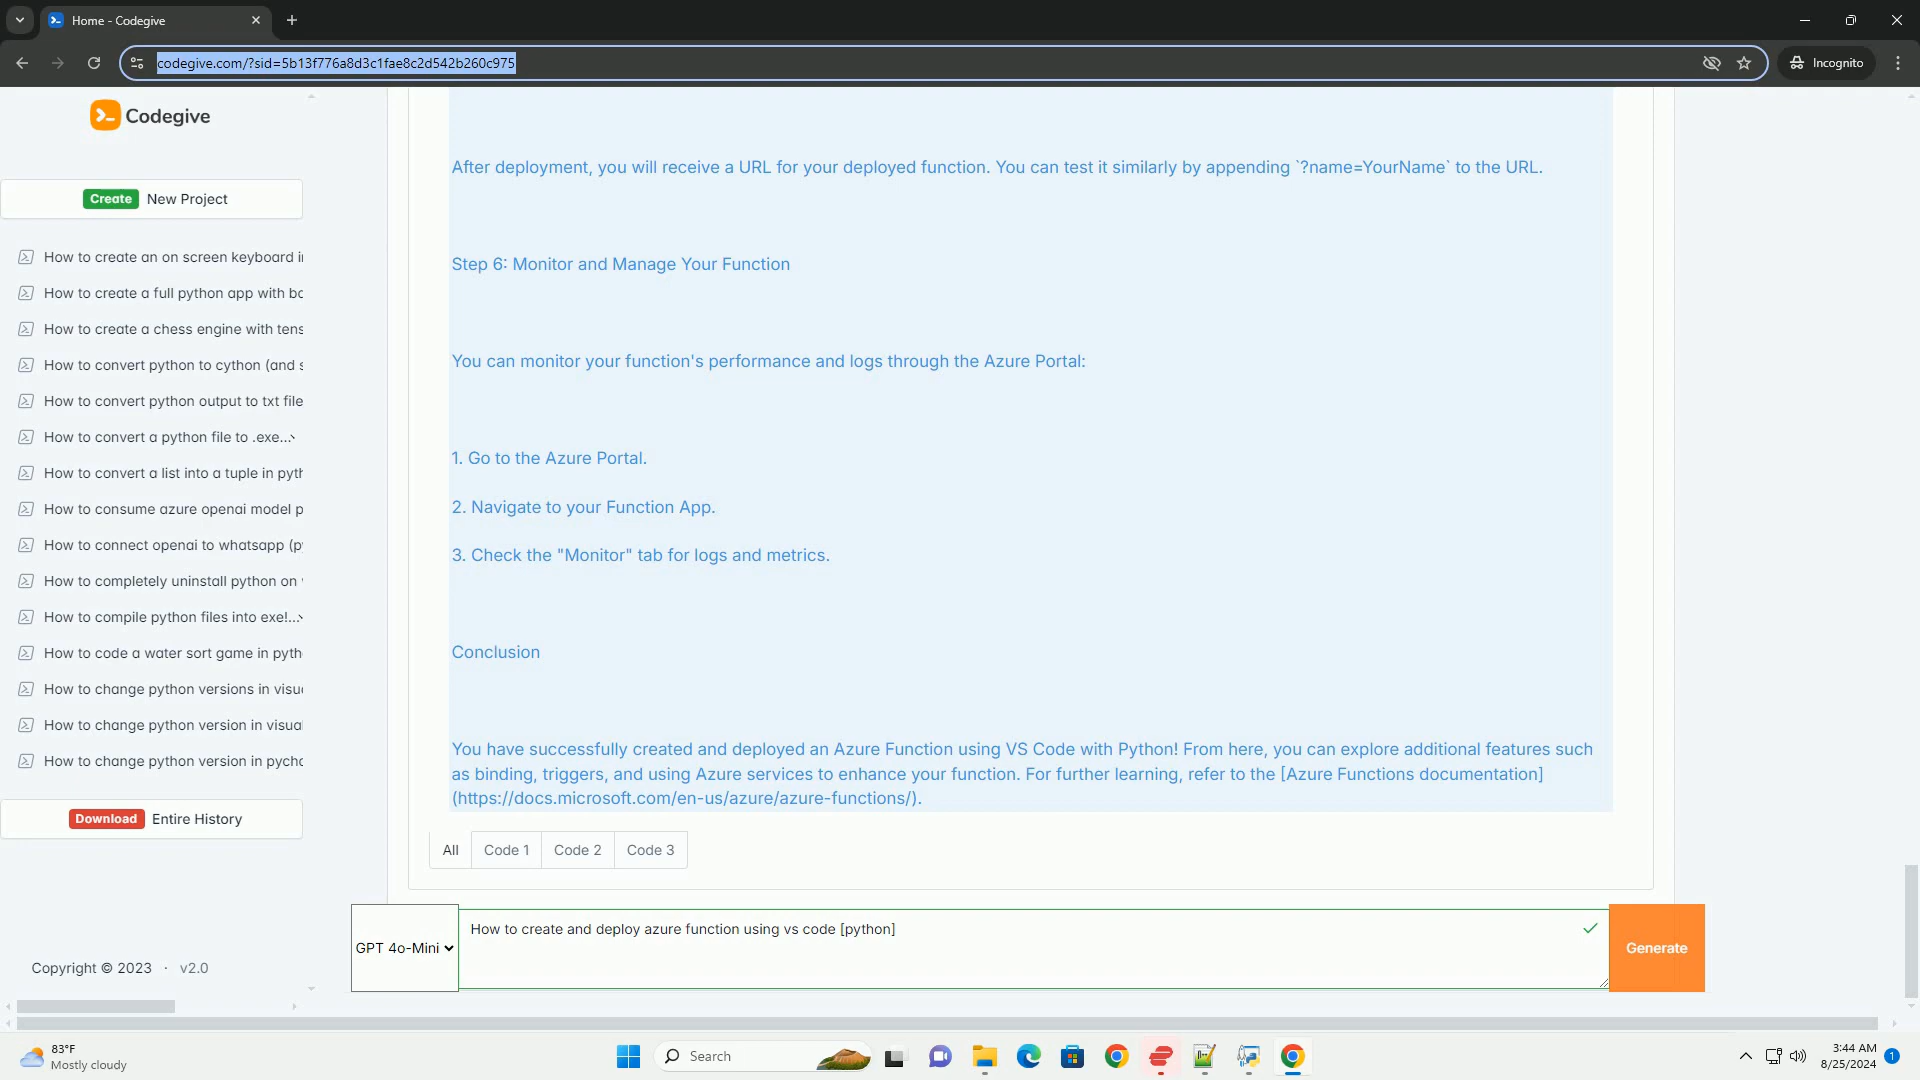 Home - Codegive
codegive.com/?sid=5b13f776a8d3c1fae8c2d542b260c975
Incognito
Codegive
Create New Project
How to create an on screen keyboard i
How to create a full python app with bc
How to create a chess engine with tens
How to convert python to cython (and s
How to convert python output to txt file
How to convert a python file to .exe...
How to convert a list into a tuple in pyth
How to consume azure openai model p
How to connect openai to whatsapp (py
How to completely uninstall python on
How to compile python files into exe!...
How to code a water sort game in pyth
How to change python versions in visu
How to change python version in visua
How to change python version in pycho
Download Entire History
Copyright © 2023 · v2.0
After deployment, you will receive a URL for your deployed function. You can test it similarly by appending `?name=YourName` to the URL.
Step 6: Monitor and Manage Your Function
You can monitor your function's performance and logs through the Azure Portal:
1. Go to the Azure Portal.
2. Navigate to your Function App.
3. Check the "Monitor" tab for logs and metrics.
Conclusion
You have successfully created and deployed an Azure Function using VS Code with Python! From here, you can explore additional features such
as binding, triggers, and using Azure services to enhance your function. For further learning, refer to the [Azure Functions documentation]
(https://docs.microsoft.com/en-us/azure/azure-functions/).
All Code 1 Code 2 Code 3
GPT 4o-Mini
How to create and deploy azure function using vs code [python]
Generate
83°F
Mostly cloudy
Search
3:44 AM
8/25/2024
1